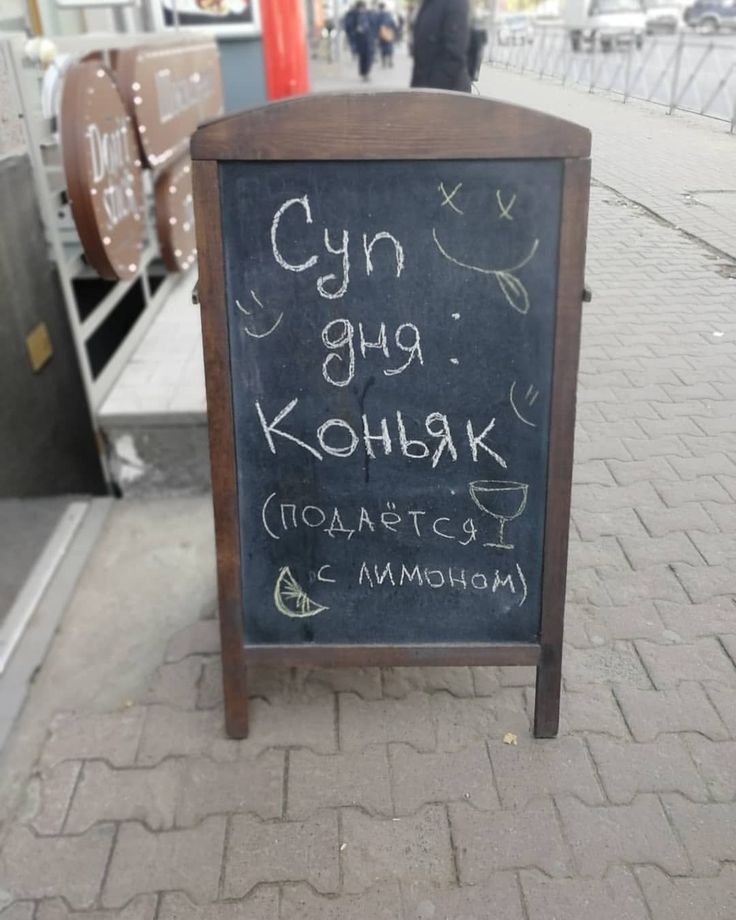 Суп
дня:
Коньяк
(подаётся
с лимоном)